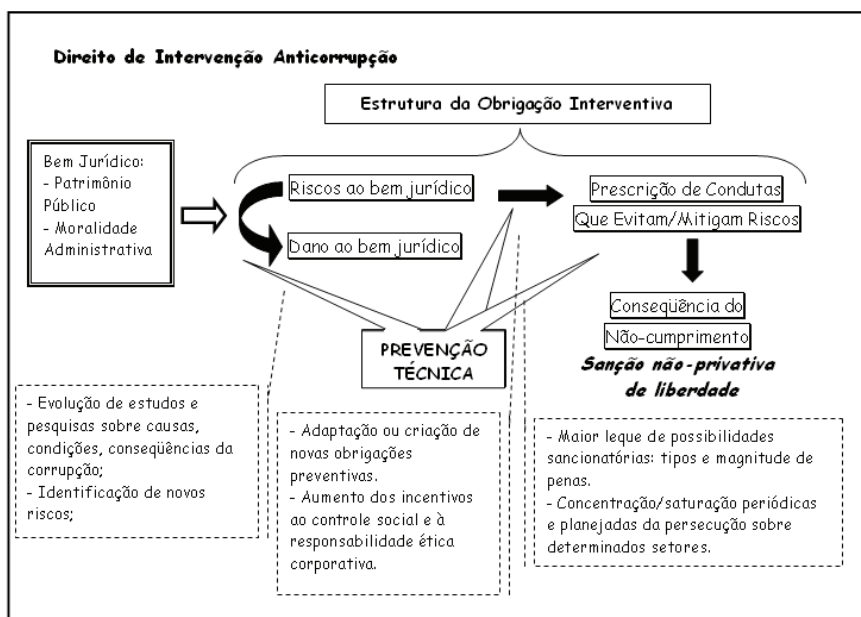 Direito de Intervenção Anticorrupção
Estrutura da Obrigação Interventiva
Bem Jurídico:
- Patrimônio
Público
- Moralidade
Administrativa
Riscos ao bem jurídico
Dano ao bem jurídico
Prescrição de Condutas
Que Evitam/Mitigam Riscos
Conseqüência do
Não-cumprimento
Sanção não-privativa
de liberdade
PREVENÇÃO
TÉCNICA
- Evolução de estudos e
pesquisas sobre causas,
condições, conseqüências da
corrupção;
- Identificação de novos
riscos;
- Adaptação ou criação de
novas obrigações
preventivas.
- Aumento dos incentivos
ao controle social e à
responsabilidade ética
corporativa.
- Maior leque de possibilidades
sancionatórias: tipos e magnitude de
penas.
- Concentração/saturação periódicas
e planejadas da persecução sobre
determinados setores.